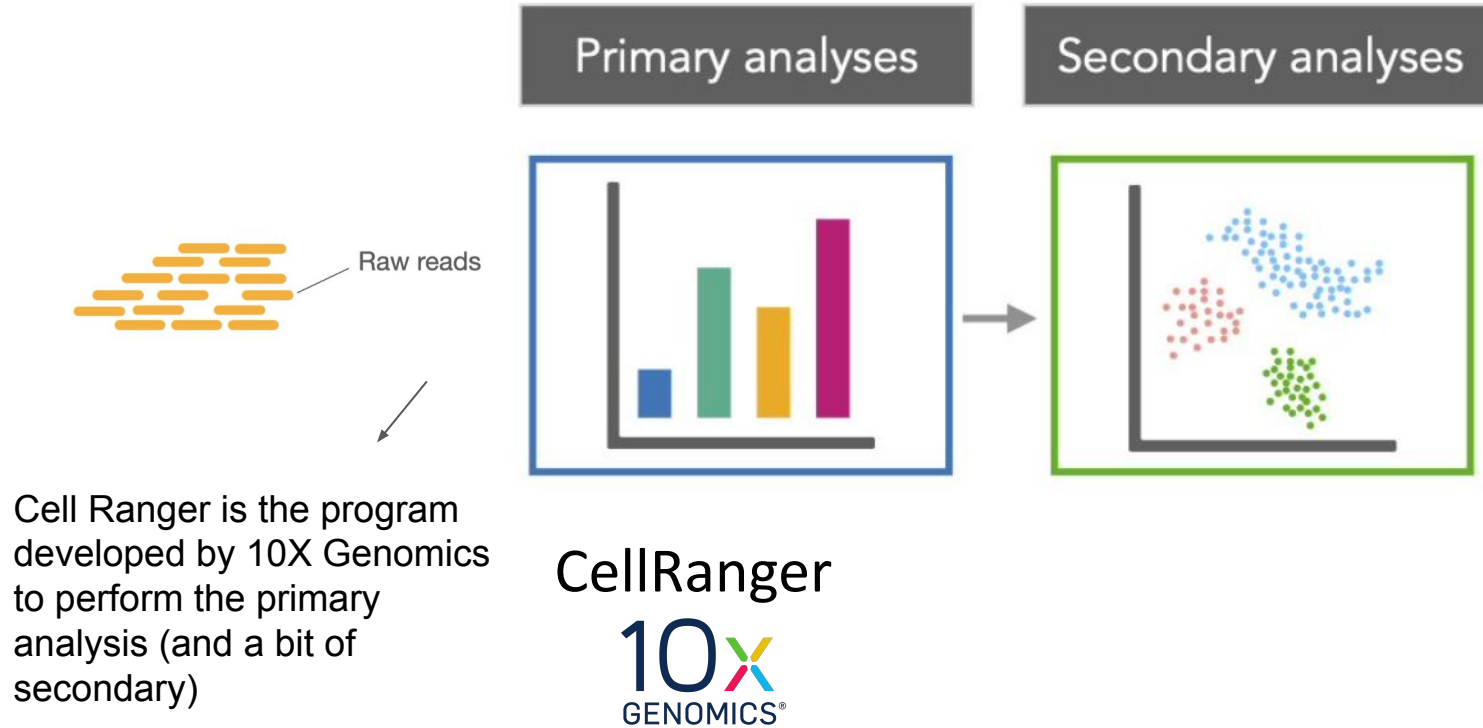 Primary analyses
Secondary analyses
Raw reads
Cell Ranger is the program
developed by 10X Genomics
to perform the primary
analysis (and a bit of
secondary)
CellRanger
10x
GENOMICS®